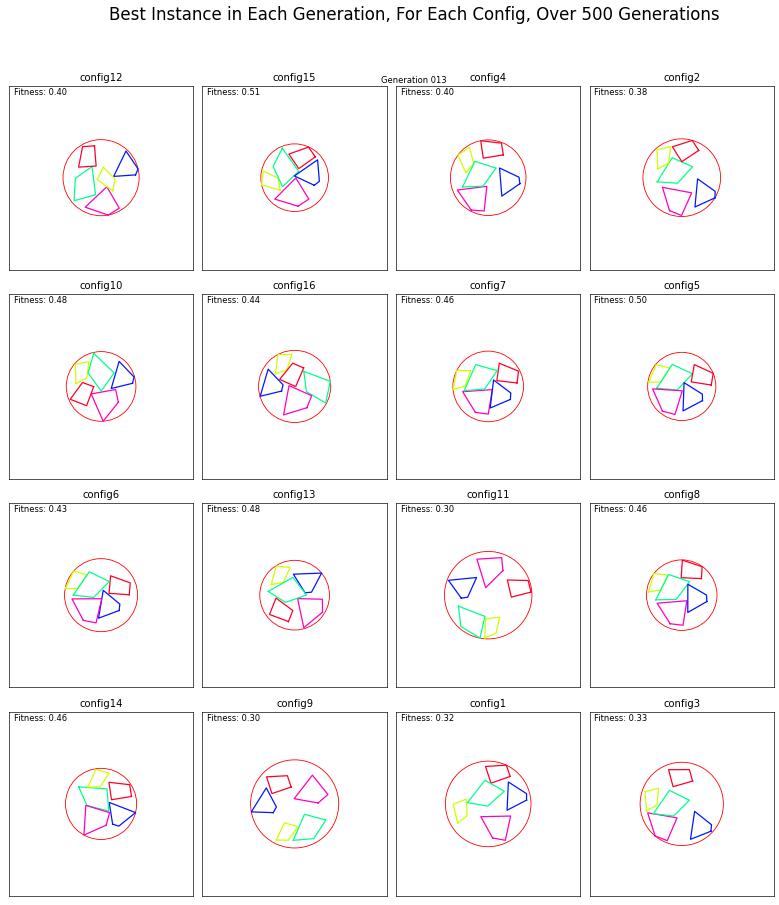 Best Instance in Each Generation, For Each Config, Over 500 Generations
Generation 013
config12
config15
config4
config2
Fitness: 0.40
Fitness: 0.51
Fitness: 0.40
Fitness: 0.38
config10
config16
config7
config5
Fitness: 0.48
Fitness: 0.44
Fitness: 0.46
Fitness: 0.50
config6
config13
config11
config8
Fitness: 0.43
Fitness: 0.48
Fitness: 0.30
Fitness: 0.46
config14
config9
config1
config3
Fitness: 0.46
Fitness: 0.30
Fitness: 0.32
Fitness: 0.33